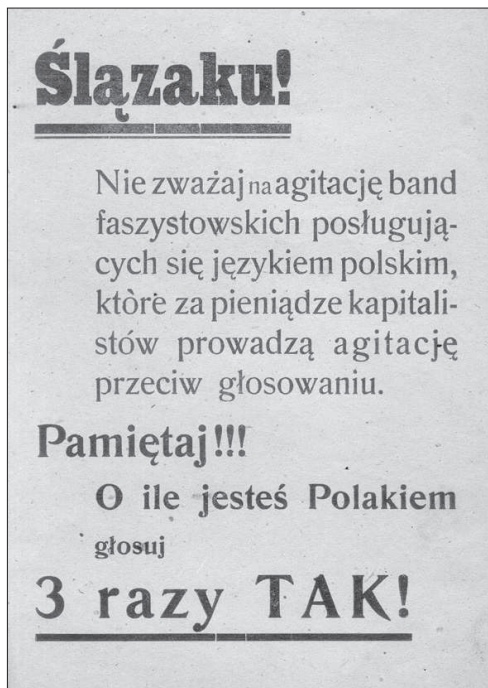 Ślązaku!
Nie zważaj na agitację band
faszystowskich posługują-
cych się językiem polskim,
którè za pieniądze kapitali-
stów prowadzą agitację
przeciw głosowaniu.
Pamiętaj!!!
O ile jesteś Polakiem
głosuj
3 razy TAK!